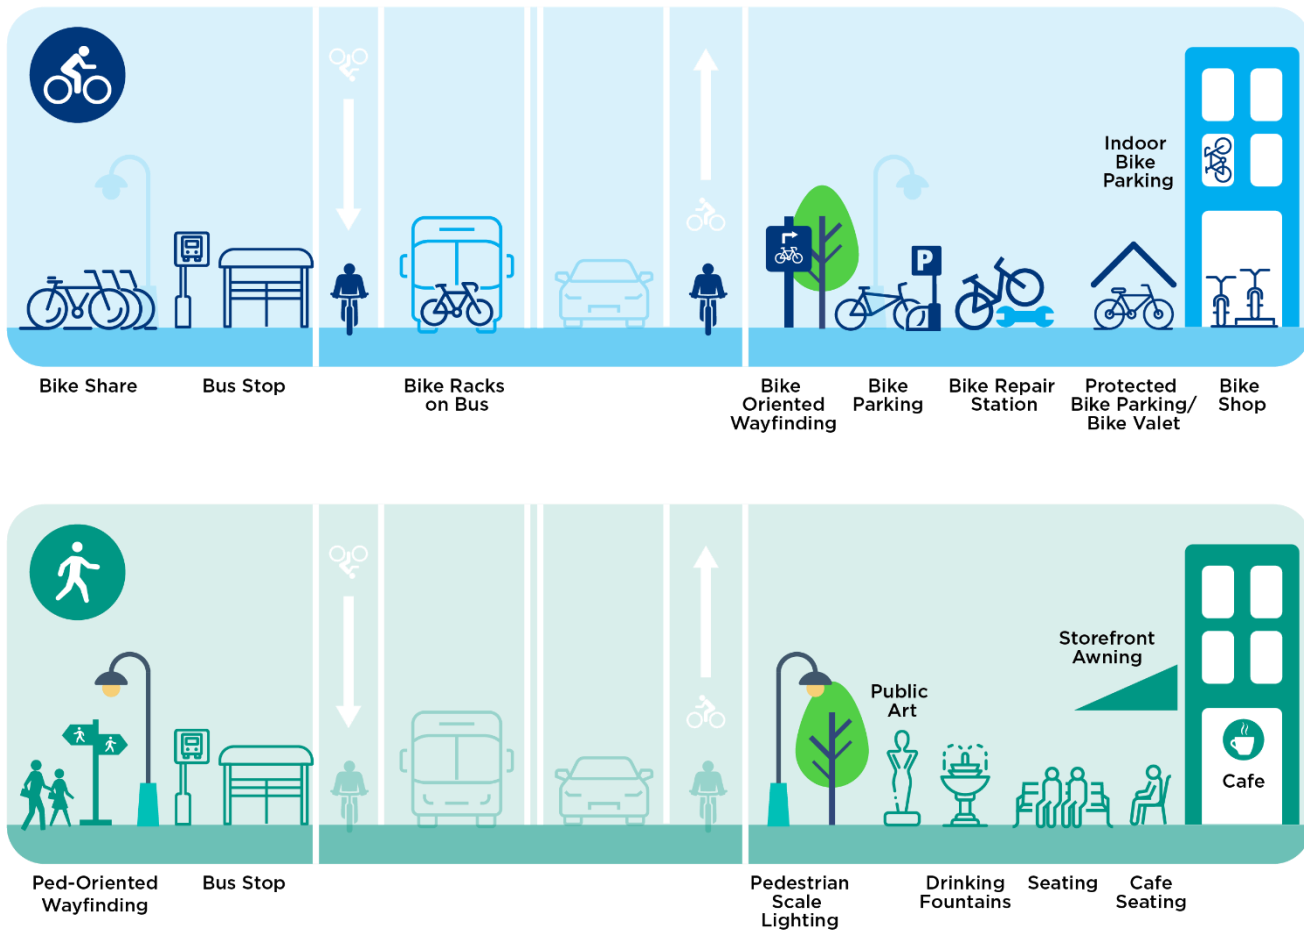 Indoor
Bike
Parking
P
Bike Share
Bus Stop
Bike Racks
on Bus
Bike
Oriented
Wayfinding
Bike
Parking
Bike Repair
Station
Protected
Bike Parking/
Bike Valet
Bike
Shop
Storefront
Awning
Public
Art
Cafe
Ped-Oriented
Wayfinding
Bus Stop
Pedestrian
Scale
Lighting
Drinking
Fountains
Seating
Cafe
Seating